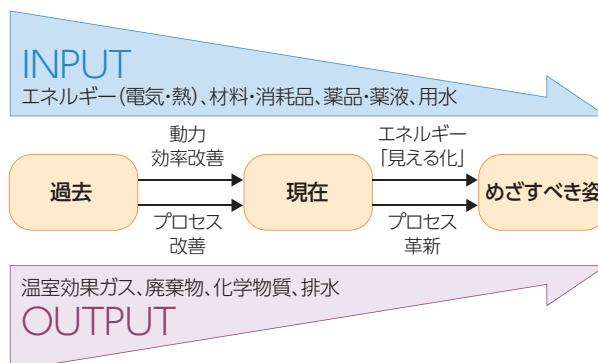 INPUT
エネルギー(電気・熱)、材料・消耗品、薬品・薬液、用水
動力
効率改善
エネルギー
「見える化」
過去
現在
めざすべき姿
プロセス
改善
プロセス
革新
温室効果ガス、廃棄物、化学物質、排水
OUTPUT